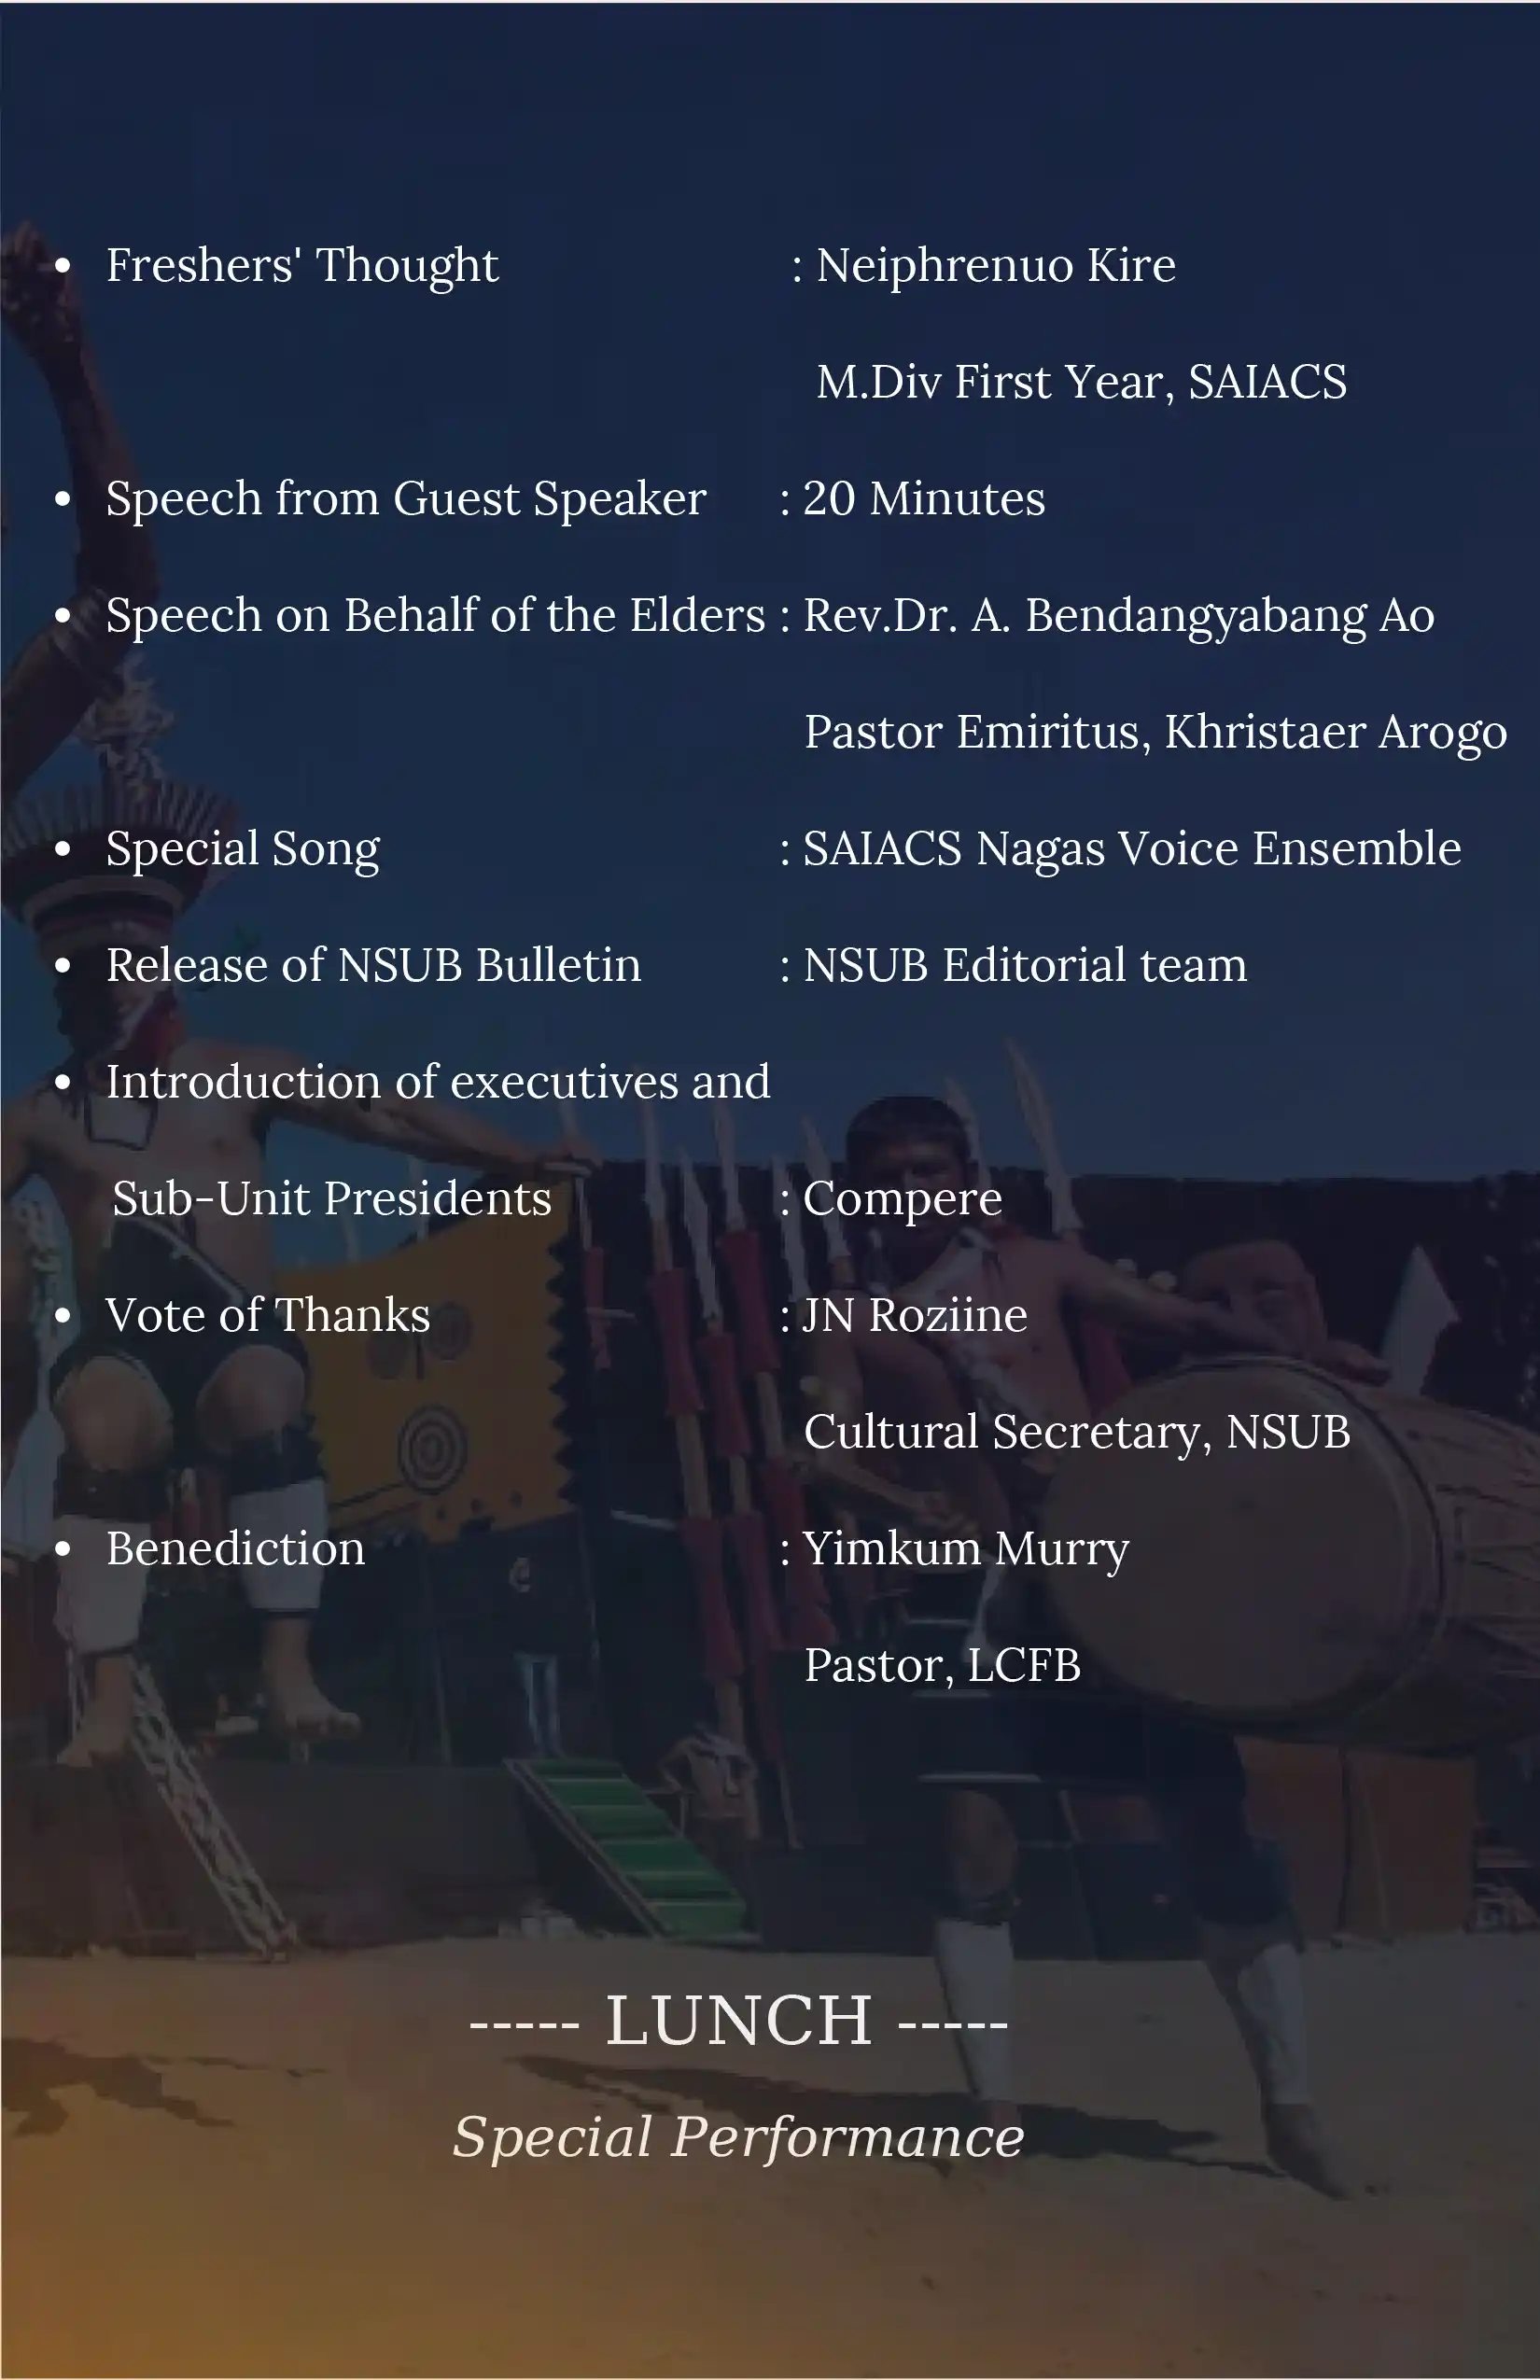 • Freshers' Thought : Neiphrenuo Kire
M.Div First Year, SAIACS
• Speech from Guest Speaker : 20 Minutes
• Speech on Behalf of the Elders : Rev.Dr. A. Bendangyabang Ao
Pastor Emiritus, Khristaer Arogo
• Special Song : SAIACS Nagas Voice Ensemble
• Release of NSUB Bulletin : NSUB Editorial team
• Introduction of executives and
Sub-Unit Presidents : Compere
• Vote of Thanks : JN Roziine
Cultural Secretary, NSUB
• Benediction : Yimkum Murry
Pastor, LCFB
----- LUNCH -----
Special Performance